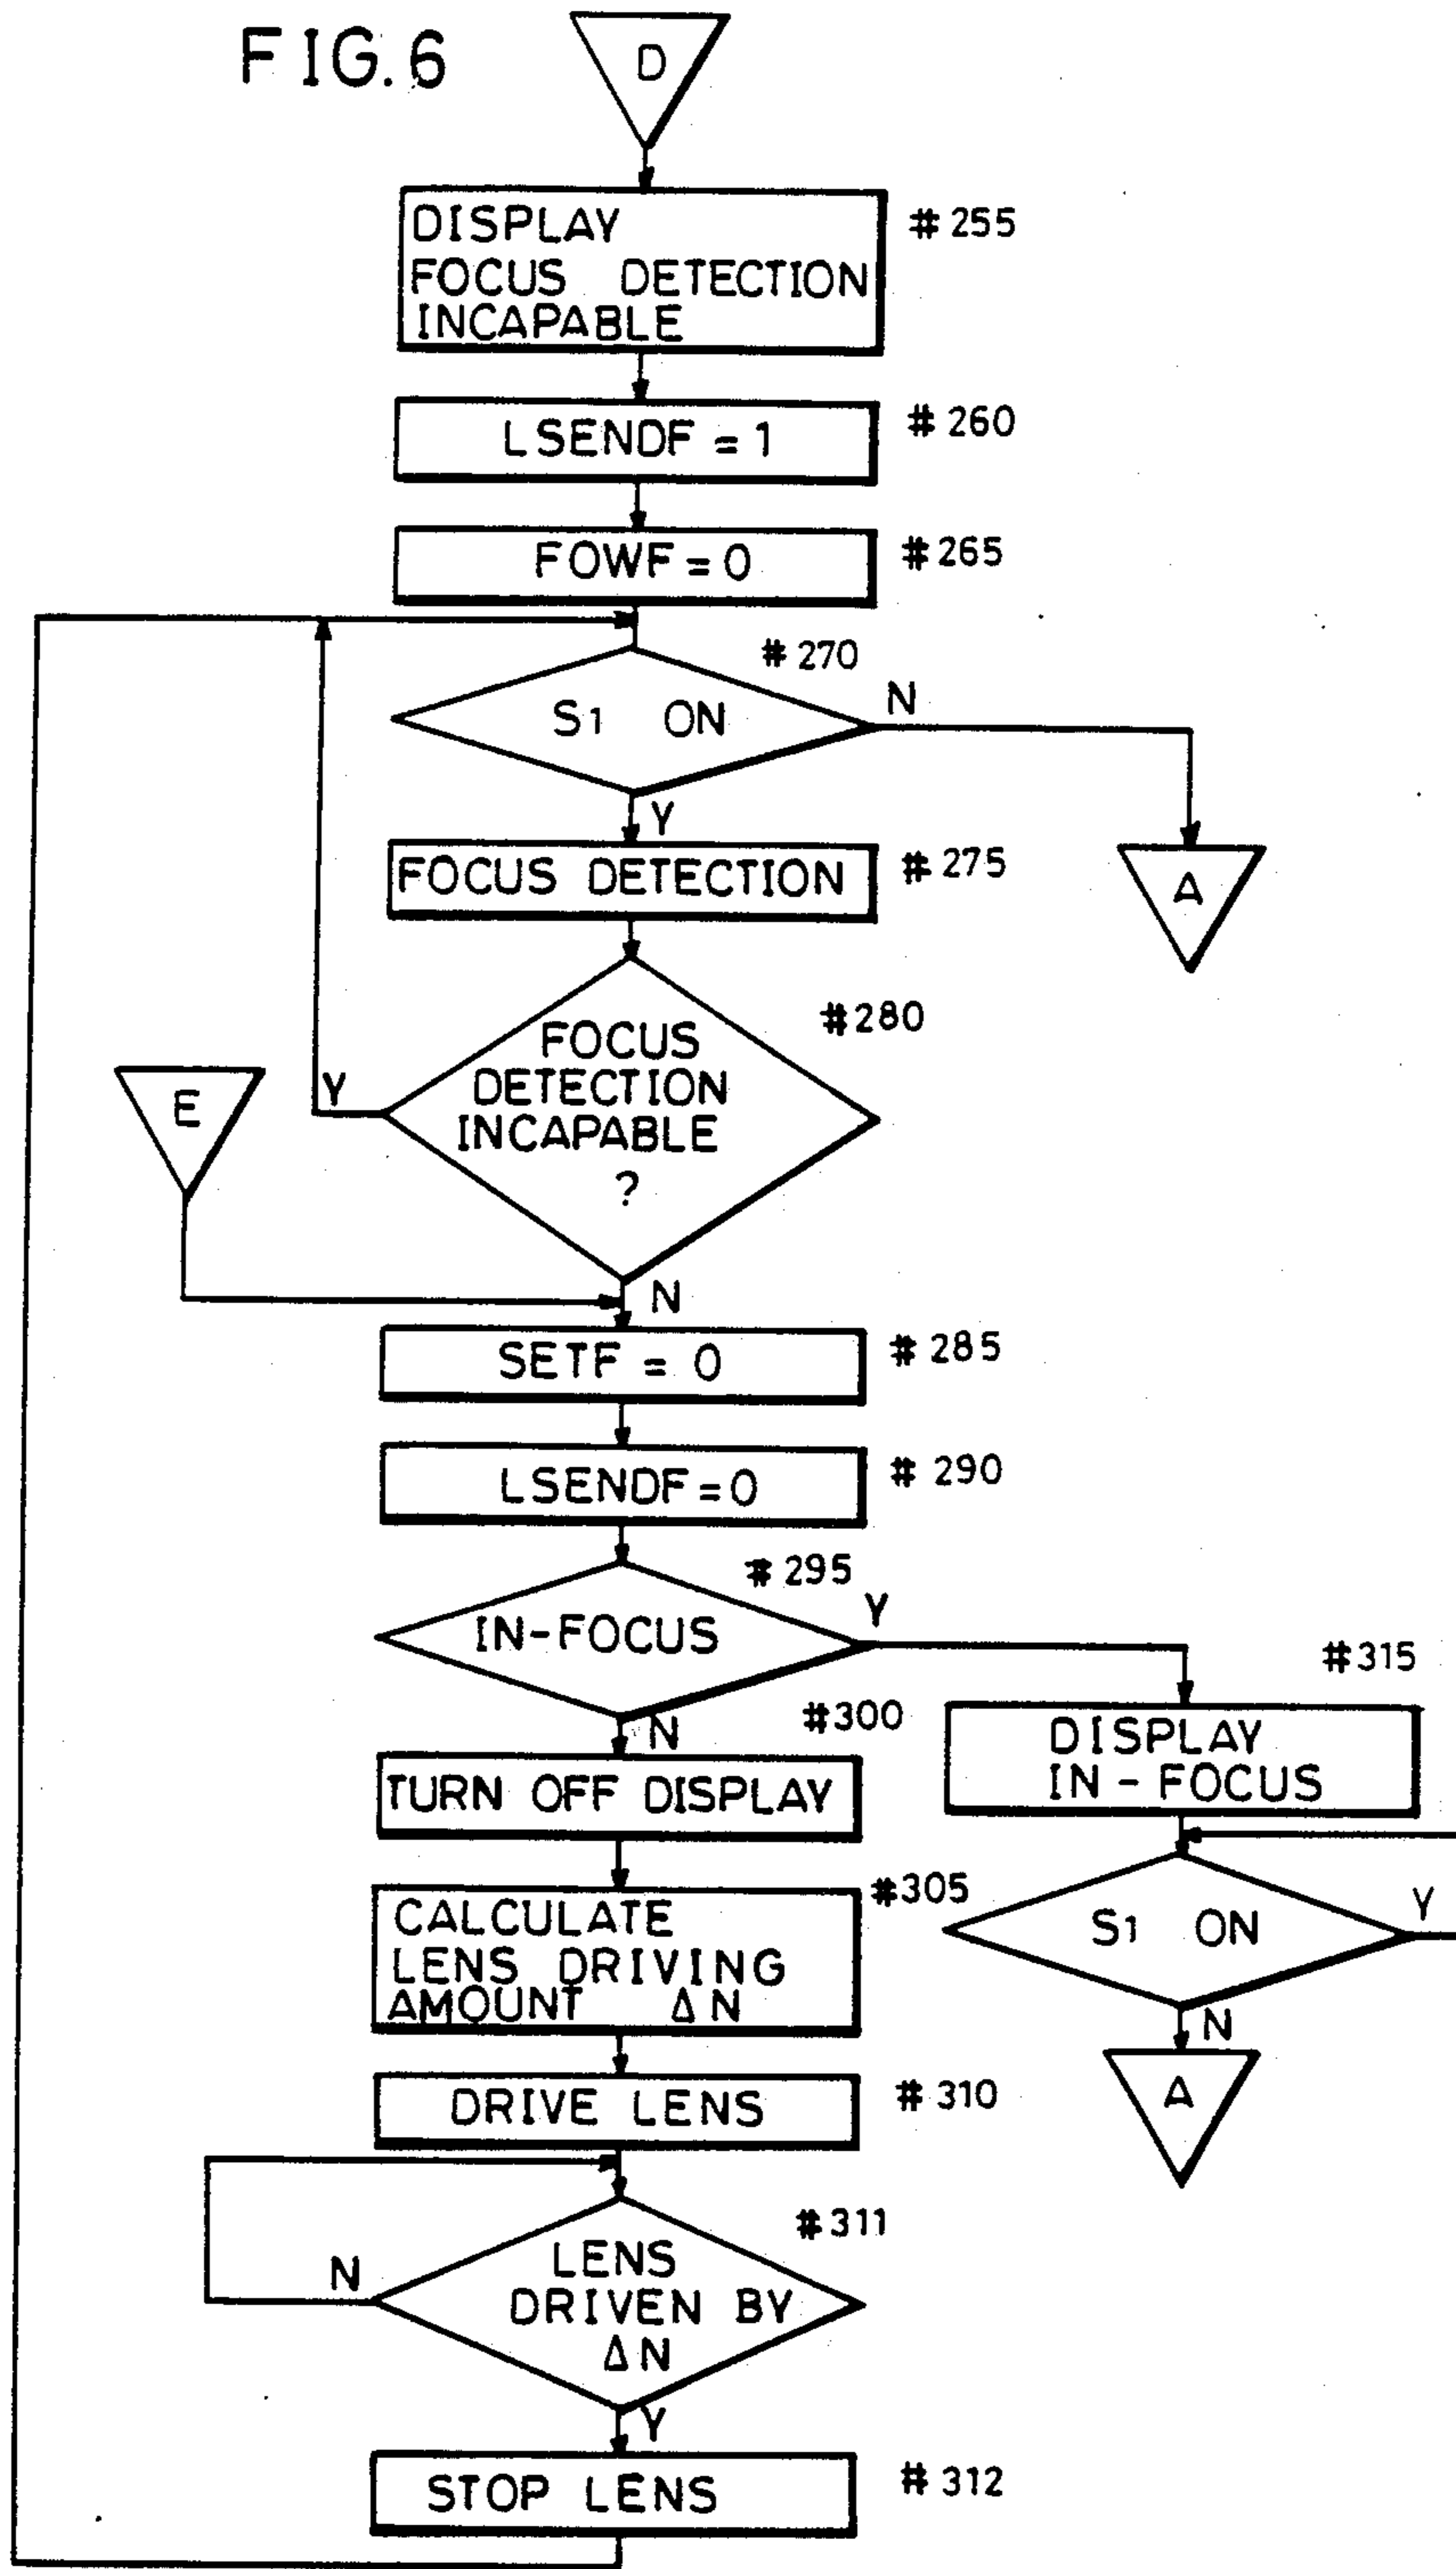 FIG.6
D
DISPLAY
FOCUS DETECTION
INCAPABLE
#255
LSENDF = 1
#260
FOWF = 0
#265
#270
S1 ON
N
Y
FOCUS DETECTION
#275
A
#280
FOCUS
DETECTION
INCAPABLE
?
Y
E
N
SETF = 0
#285
LSENDF = 0
#290
#295
IN-FOCUS
Y
N
#300
TURN OFF DISPLAY
#315
DISPLAY
IN-FOCUS
#305
CALCULATE
LENS DRIVING
AMOUNT ΔN
S1 ON
Y
N
A
DRIVE LENS
#310
#311
LENS
DRIVEN BY
ΔN
N
Y
STOP LENS
#312